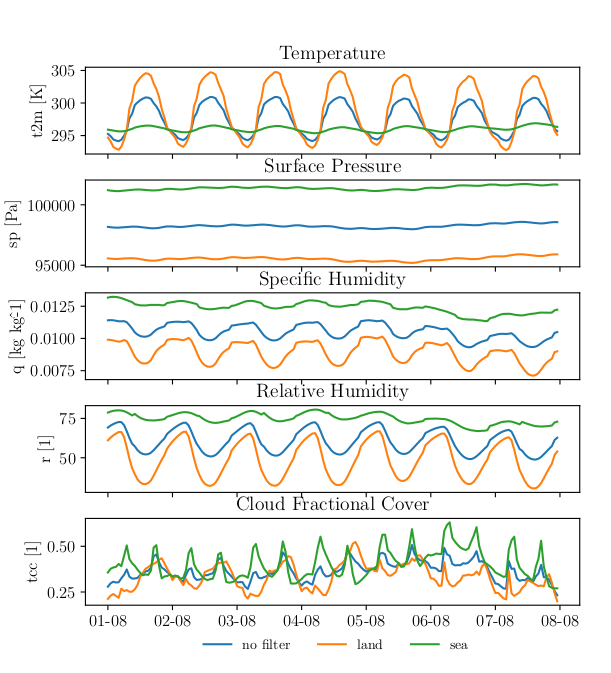 Temperature
305
300
295
t2m [K]
Surface Pressure
100000
95000
sp [Pa]
Specific Humidity
0.0125
0.0100
0.0075
q [kg kg-1]
Relative Humidity
75
50
r [1]
Cloud Fractional Cover
0.50
0.25
tcc [1]
01-08 02-08 03-08 04-08 05-08 06-08 07-08 08-08
no filter land sea